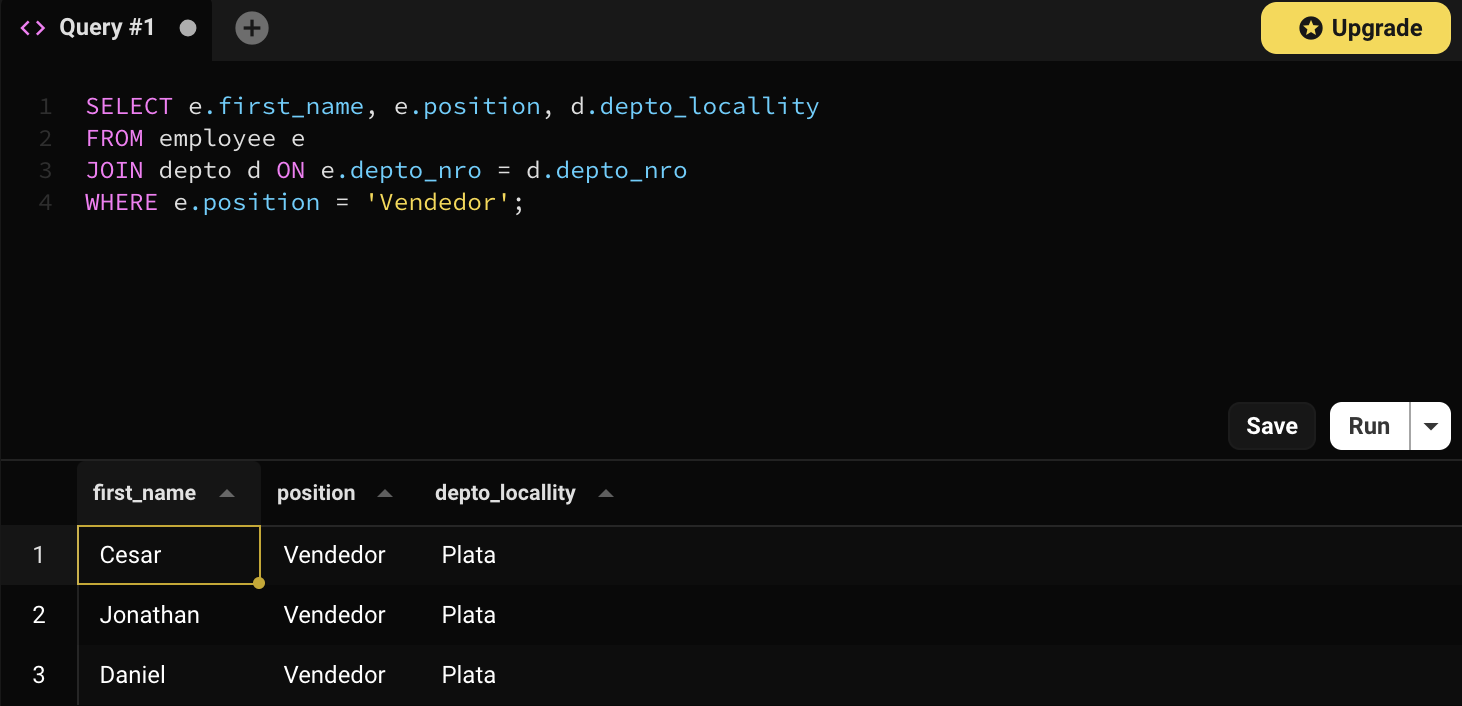 Query #1
Upgrade
1 SELECT e.first_name, e.position, d.depto_locallity
2 FROM employee e
3 JOIN depto d ON e.depto_nro = d.depto_nro
4 WHERE e.position = 'Vendedor';
Save Run
first_name position depto_locallity
1 Cesar Vendedor Plata
2 Jonathan Vendedor Plata
3 Daniel Vendedor Plata